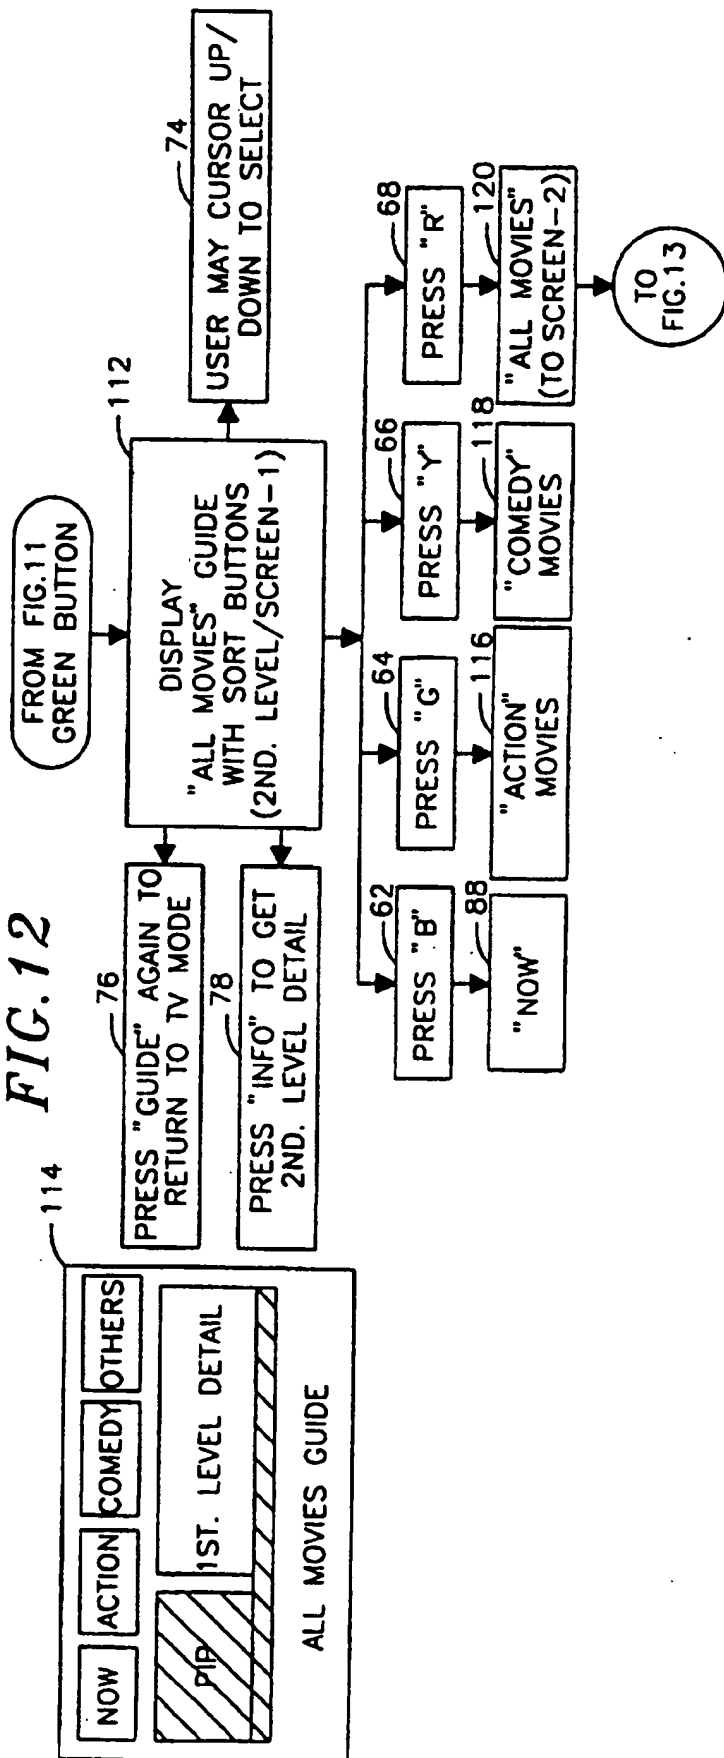 FIG.12
114
NOW
ACTION
COMEDY
OTHERS
PIP
1ST. LEVEL DETAIL
ALL MOVIES GUIDE
FROM FIG.11
GREEN BUTTON
112
DISPLAY
"ALL MOVIES" GUIDE
WITH SORT BUTTONS
(2ND. LEVEL/SCREEN-1)
76
PRESS "GUIDE" AGAIN TO
RETURN TO TV MODE
78
PRESS "INFO" TO GET
2ND. LEVEL DETAIL
74
USER MAY CURSOR UP/
DOWN TO SELECT
62
PRESS "B"
64
PRESS "G"
66
PRESS "Y"
68
PRESS "R"
88
"NOW"
116
"ACTION"
MOVIES
118
"COMEDY"
MOVIES
120
"ALL MOVIES"
(TO SCREEN-2)
TO
FIG.13